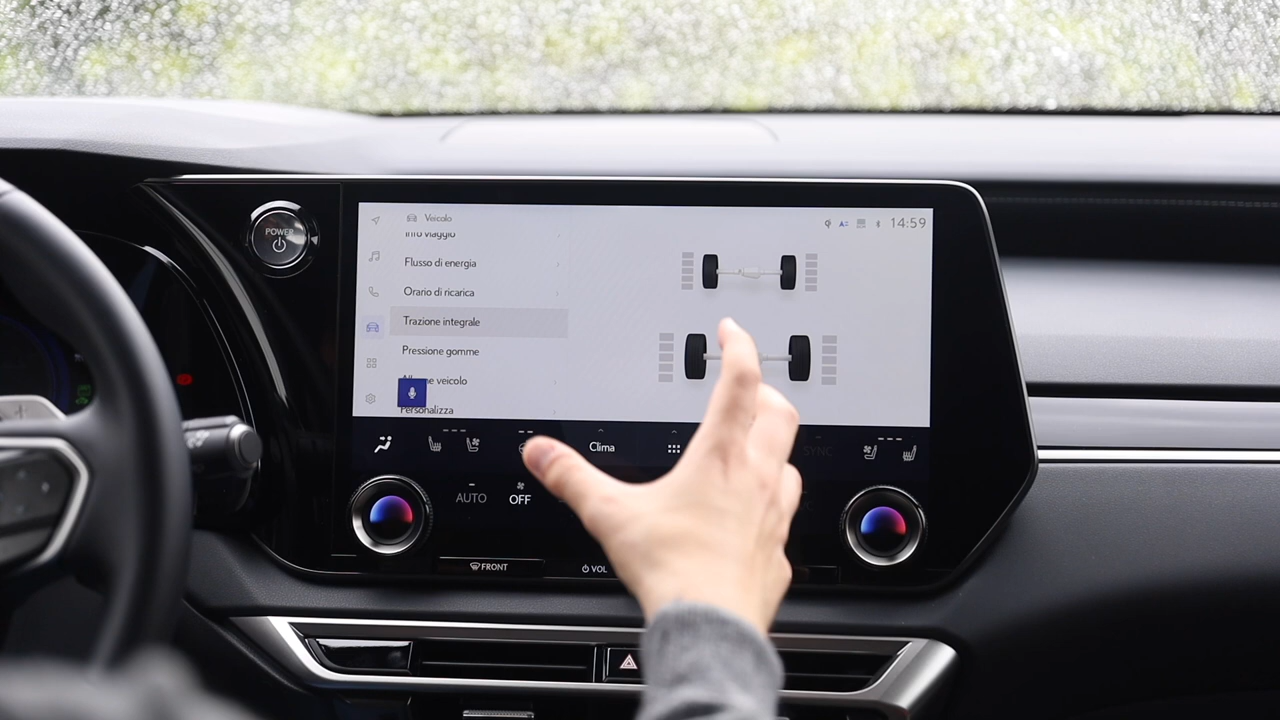 POWER
Veicolo
14:59
Info viaggio
Flusso di energia
Orario di ricarica
Trazione integrale
Pressione gomme
veicolo
Personalizza
Clima
SYNC
AUTO
OFF
FRONT
VOL